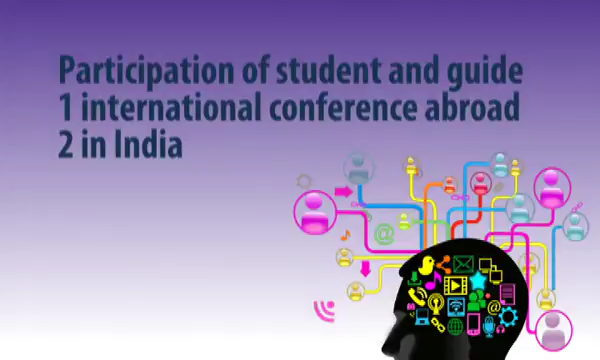 Participation of student and guide
1 international conference abroad
2 in India